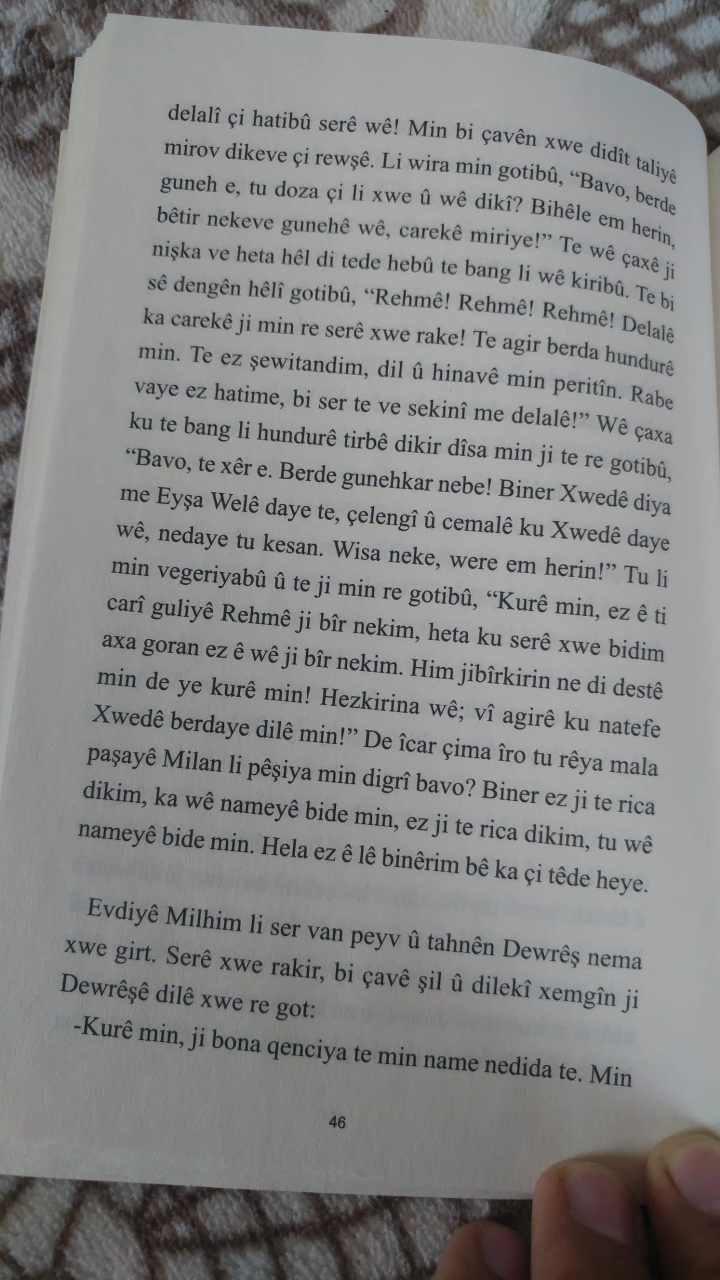 delalî çi hatibû serê wê! Min bi çavên xwe didît taliyê
mirov dikeve çi rewşê. Li wira min gotibû, “Bavo, berde
guneh e, tu doza çi li xwe û wê dikî? Bihêle em herin,
bêtir nekeve gunehê wê, carekê miriye!” Te wê çaxê ji
nişka ve heta hêl di tede hebû te bang li wê kiribû. Te bi
sê dengên hêlî gotibû, “Rehmê! Rehmê! Rehmê! Delalê
ka carekê ji min re serê xwe rake! Te agir berda hundurê
min. Te ez şewitandim, dil û hinavê min peritîn. Rabe
vaye ez hatime, bi ser te ve sekinî me delalê!” Wê çaxa
ku te bang li hundurê tirbê dikir dîsa min ji te re gotibû,
“Bavo, te xêr e. Berde gunehkar nebe! Biner Xwedê diya
me Eyşa Welê daye te, çelengî û cemalê ku Xwedê daye
wê, nedaye tu kesan. Wisa neke, were em herin!” Tu li
min vegeriyabû û te ji min re gotibû, “Kurê min, ez ê ti
carî guliyê Rehmê ji bîr nekim, heta ku serê xwe bidim
axa goran ez ê wê ji bîr nekim. Him jibîrkirin ne di destê
min de ye kurê min! Hezkirina wê; vî agirê ku natefe
Xwedê berdaye dilê min!” De îcar çima îro tu rêya mala
paşayê Milan li pêşiya min digrî bavo? Biner ez ji te rica
dikim, ka wê nameyê bide min, ez ji te rica dikim, tu wê
nameyê bide min. Hela ez ê lê binêrim bê ka çi têde heye.
Evdiyê Milhim li ser van peyv û tahnên Dewrêş nema
xwe girt. Serê xwe rakir, bi çavê şil û dilekî xemgîn ji
Dewrêşê dilê xwe re got:
-Kurê min, ji bona qenciya te min name nedida te. Min
46